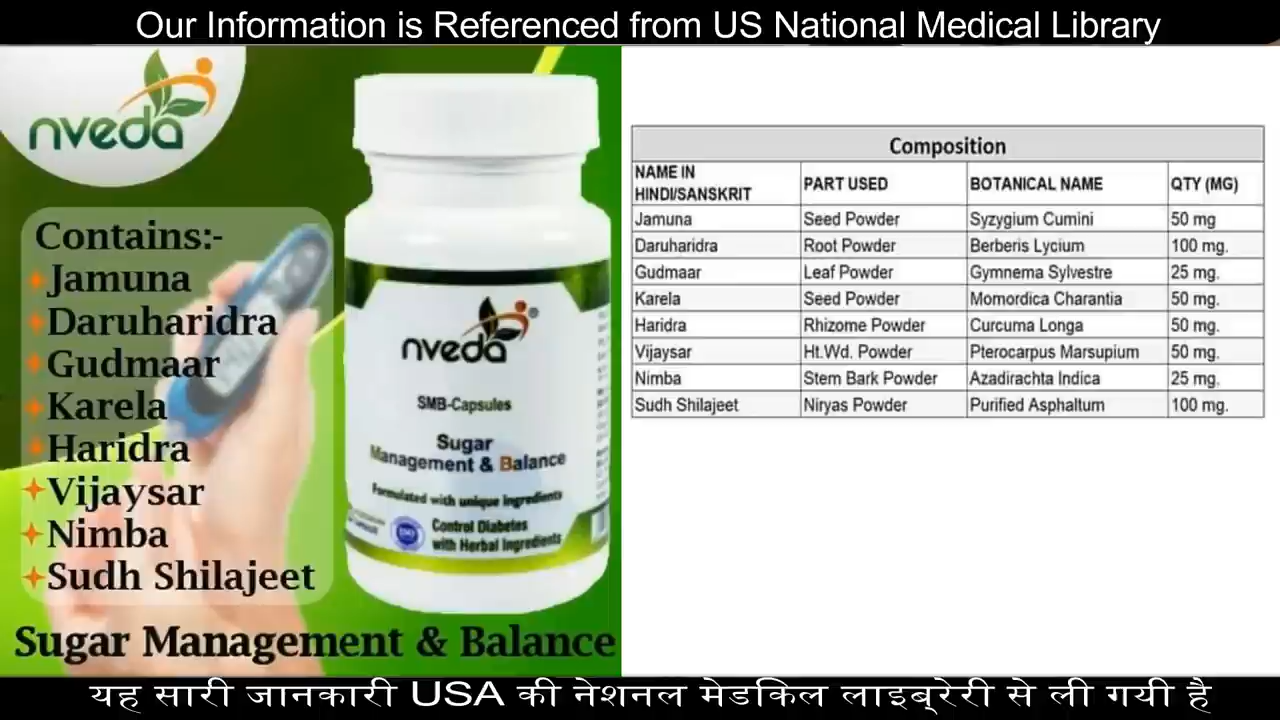 Our Information is Referenced from US National Medical Library
nveda
Contains:-
Jamuna
Daruharidra
Gudmaar
Karela
Haridra
Vijaysar
Nimba
Sudh Shilajeet
nveda®
SMB-Capsules
Sugar
Management & Balance
Formulated with unique Ingredients
Control Diabetes
with Herbal Ingredients
Sugar Management & Balance
Composition
NAME IN HINDI/SANSKRIT PART USED BOTANICAL NAME QTY (MG)
Jamuna Seed Powder Syzygium Cumini 50 mg
Daruharidra Root Powder Berberis Lycium 100 mg.
Gudmaar Leaf Powder Gymnema Sylvestre 25 mg.
Karela Seed Powder Momordica Charantia 50 mg.
Haridra Rhizome Powder Curcuma Longa 50 mg.
Vijaysar Ht.Wd. Powder Pterocarpus Marsupium 50 mg.
Nimba Stem Bark Powder Azadirachta Indica 25 mg.
Sudh Shilajeet Niryas Powder Purified Asphaltum 100 mg.
यह सारी जानकारी USA की नेशनल मेडकिल लाइब्रेरी से ली गयी है